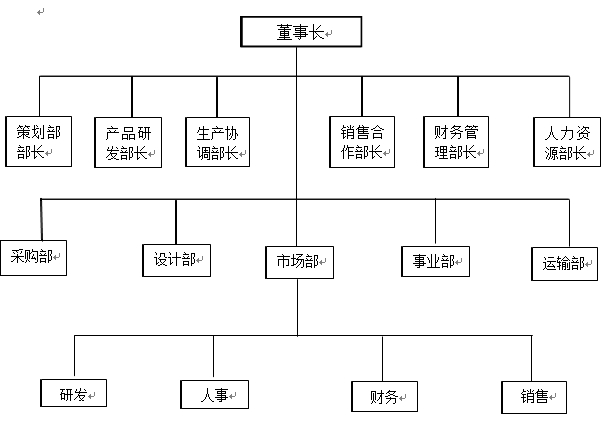 董事长
策划部
部长
产品研
发部长
生产协
调部长
销售合
作部长
财务管
理部长
人力资
源部长
采购部
设计部
市场部
事业部
运输部
研发
人事
财务
销售